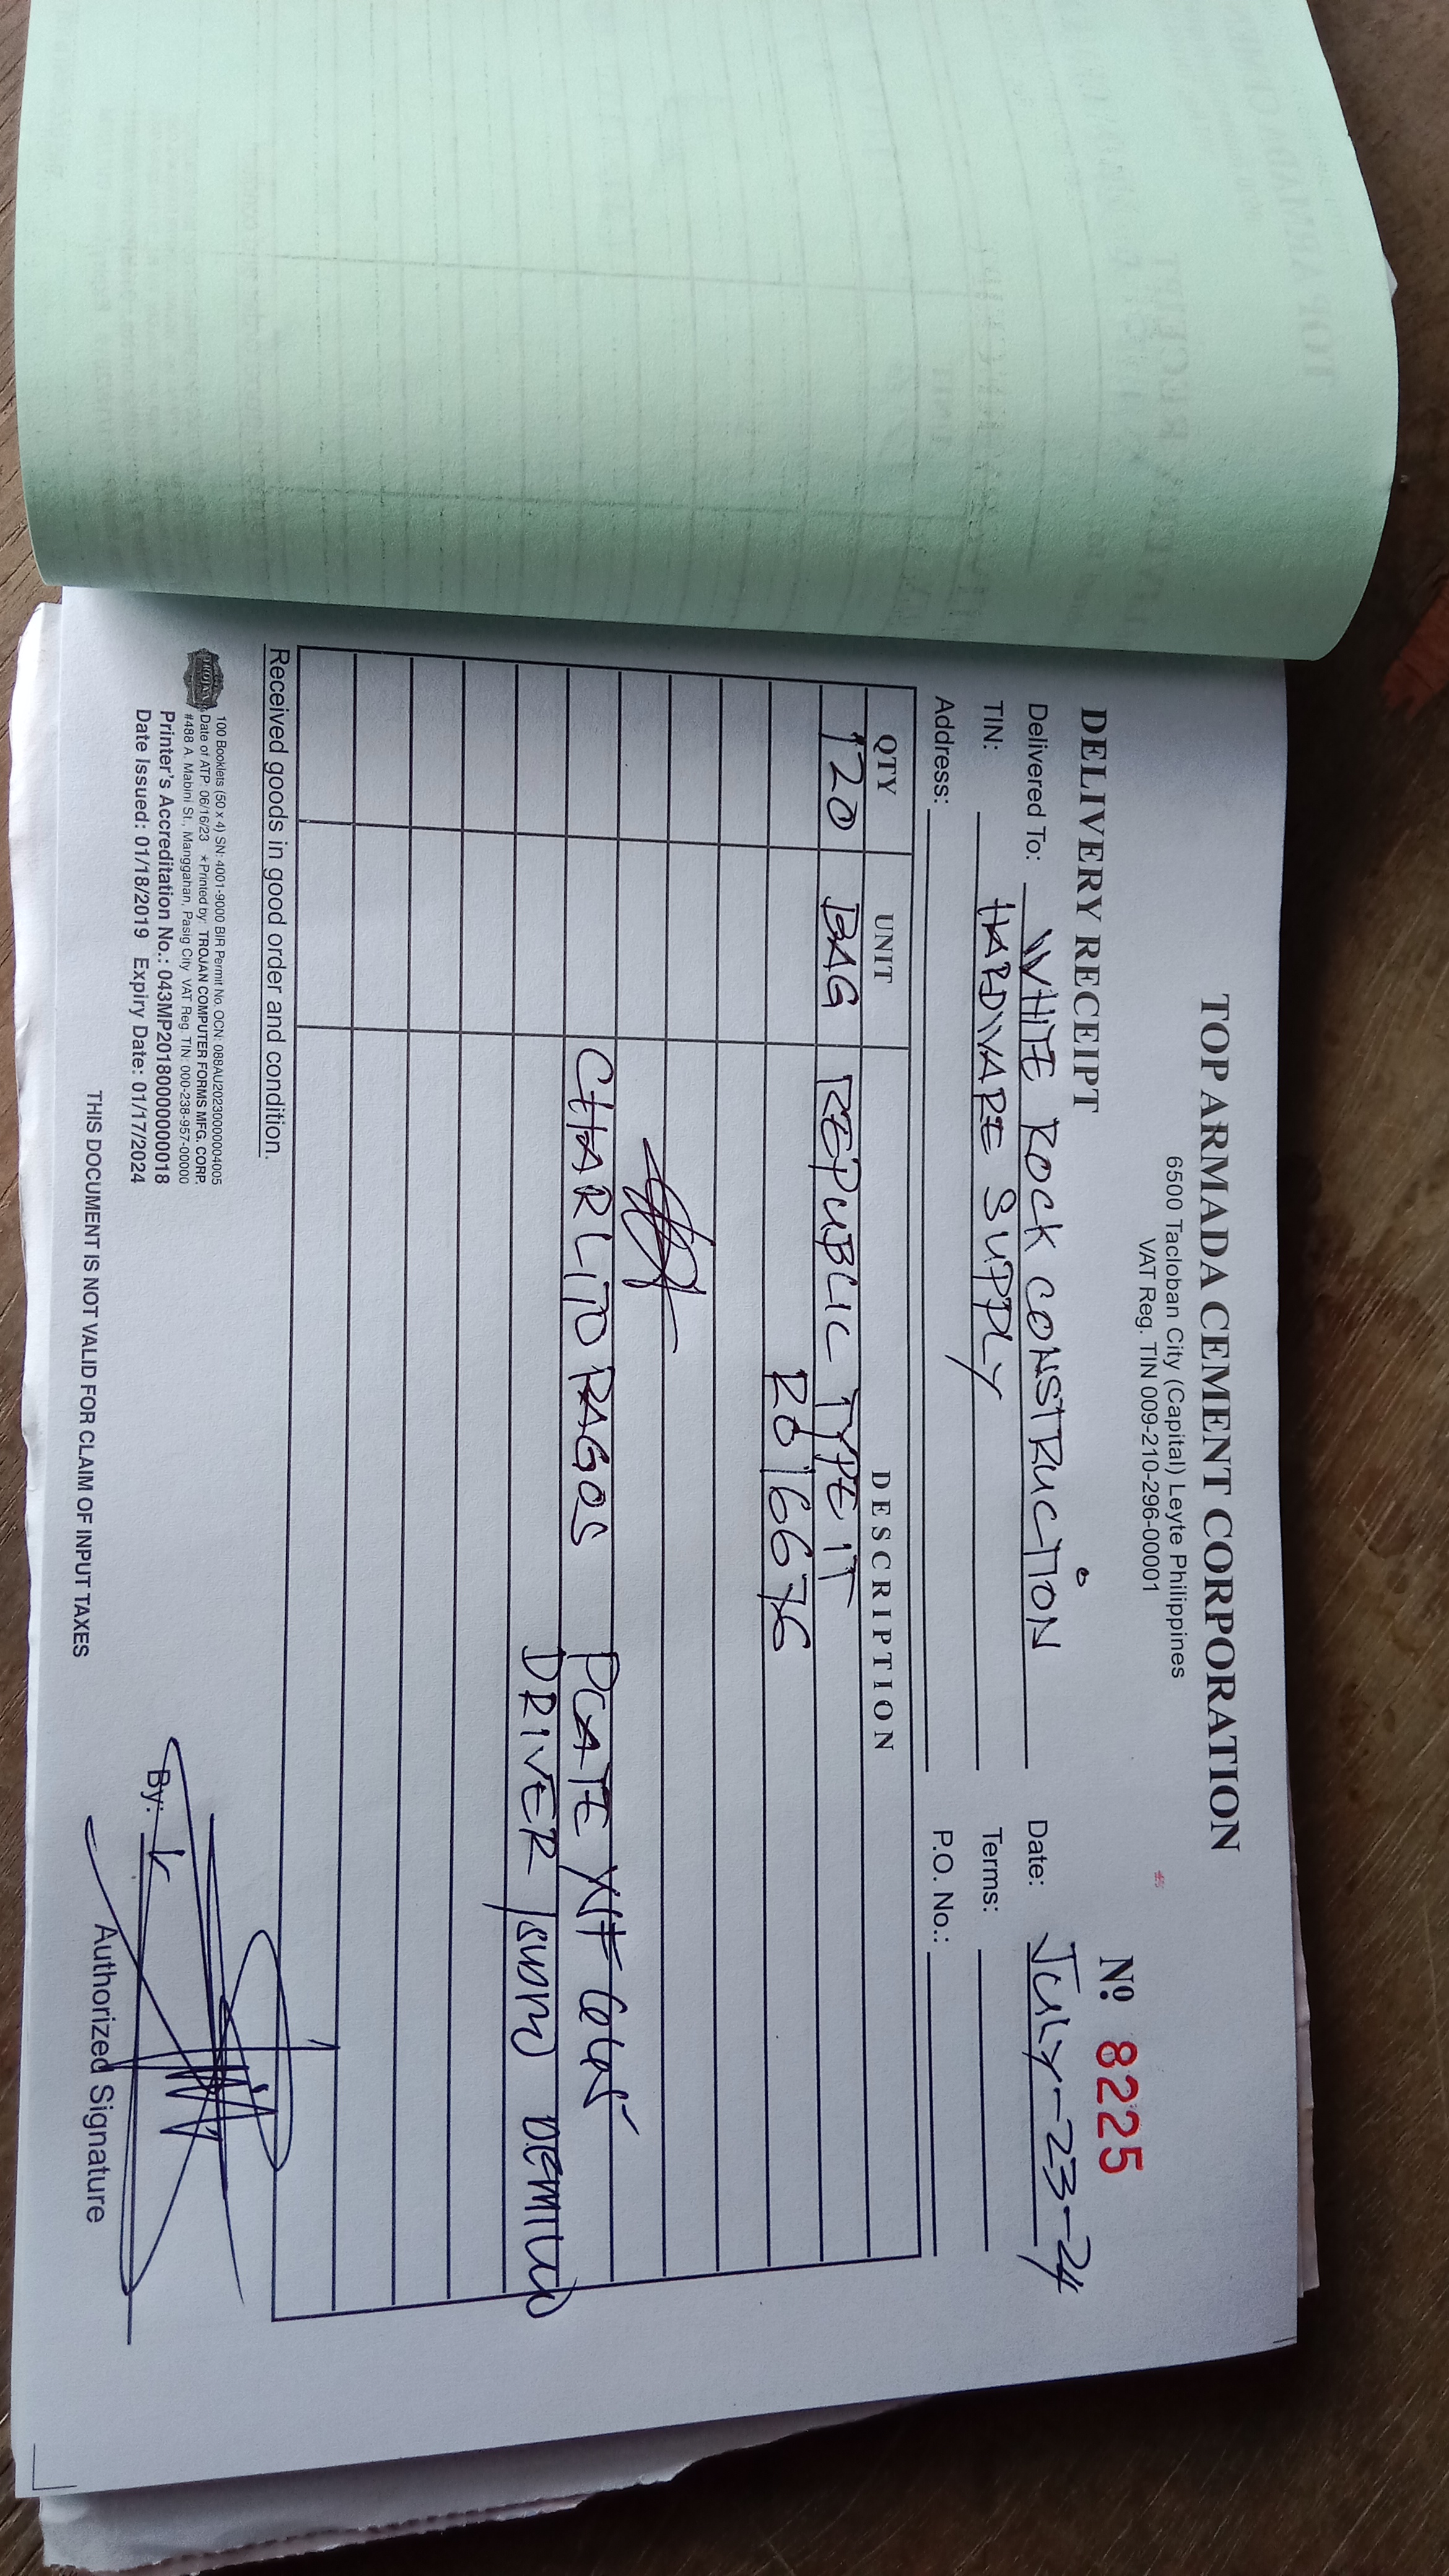 TOP ARMADA CEMENT CORPORATION
6500 Tacloban City (Capital) Leyte Philippines
VAT Reg. TIN 009-210-296-00001
DELIVERY RECEIPT
Nº 8225
Delivered To: WHITE ROCK CONSTRUCTION
Date: JULY-23-24
TIN: HARDWARE SUPPLY
Terms:
Address:
P.O. No.:
QTY UNIT DESCRIPTION
120 BAG REPUBLIC TYPE 1T
20166676
CHARLITO RAGOS PLATE
DRIVER
Received goods in good order and condition.
100 Booklets (50 x 4) SN: 4001-9000 BIR Permit No. OCN: 088AU20230000004005
Date of ATP: 06/16/23 ★Printed by: TROJAN COMPUTER FORMS MFG. CORP.
#488 A. Mabini St., Manggahan, Pasig City VAT Reg. TIN: 000-238-957-00000
TROJAN
Printer's Accreditation No.: 043MP20180000000018
Date Issued: 01/18/2019 Expiry Date: 01/17/2024
By:
Authorized Signature
THIS DOCUMENT IS NOT VALID FOR CLAIM OF INPUT TAXES